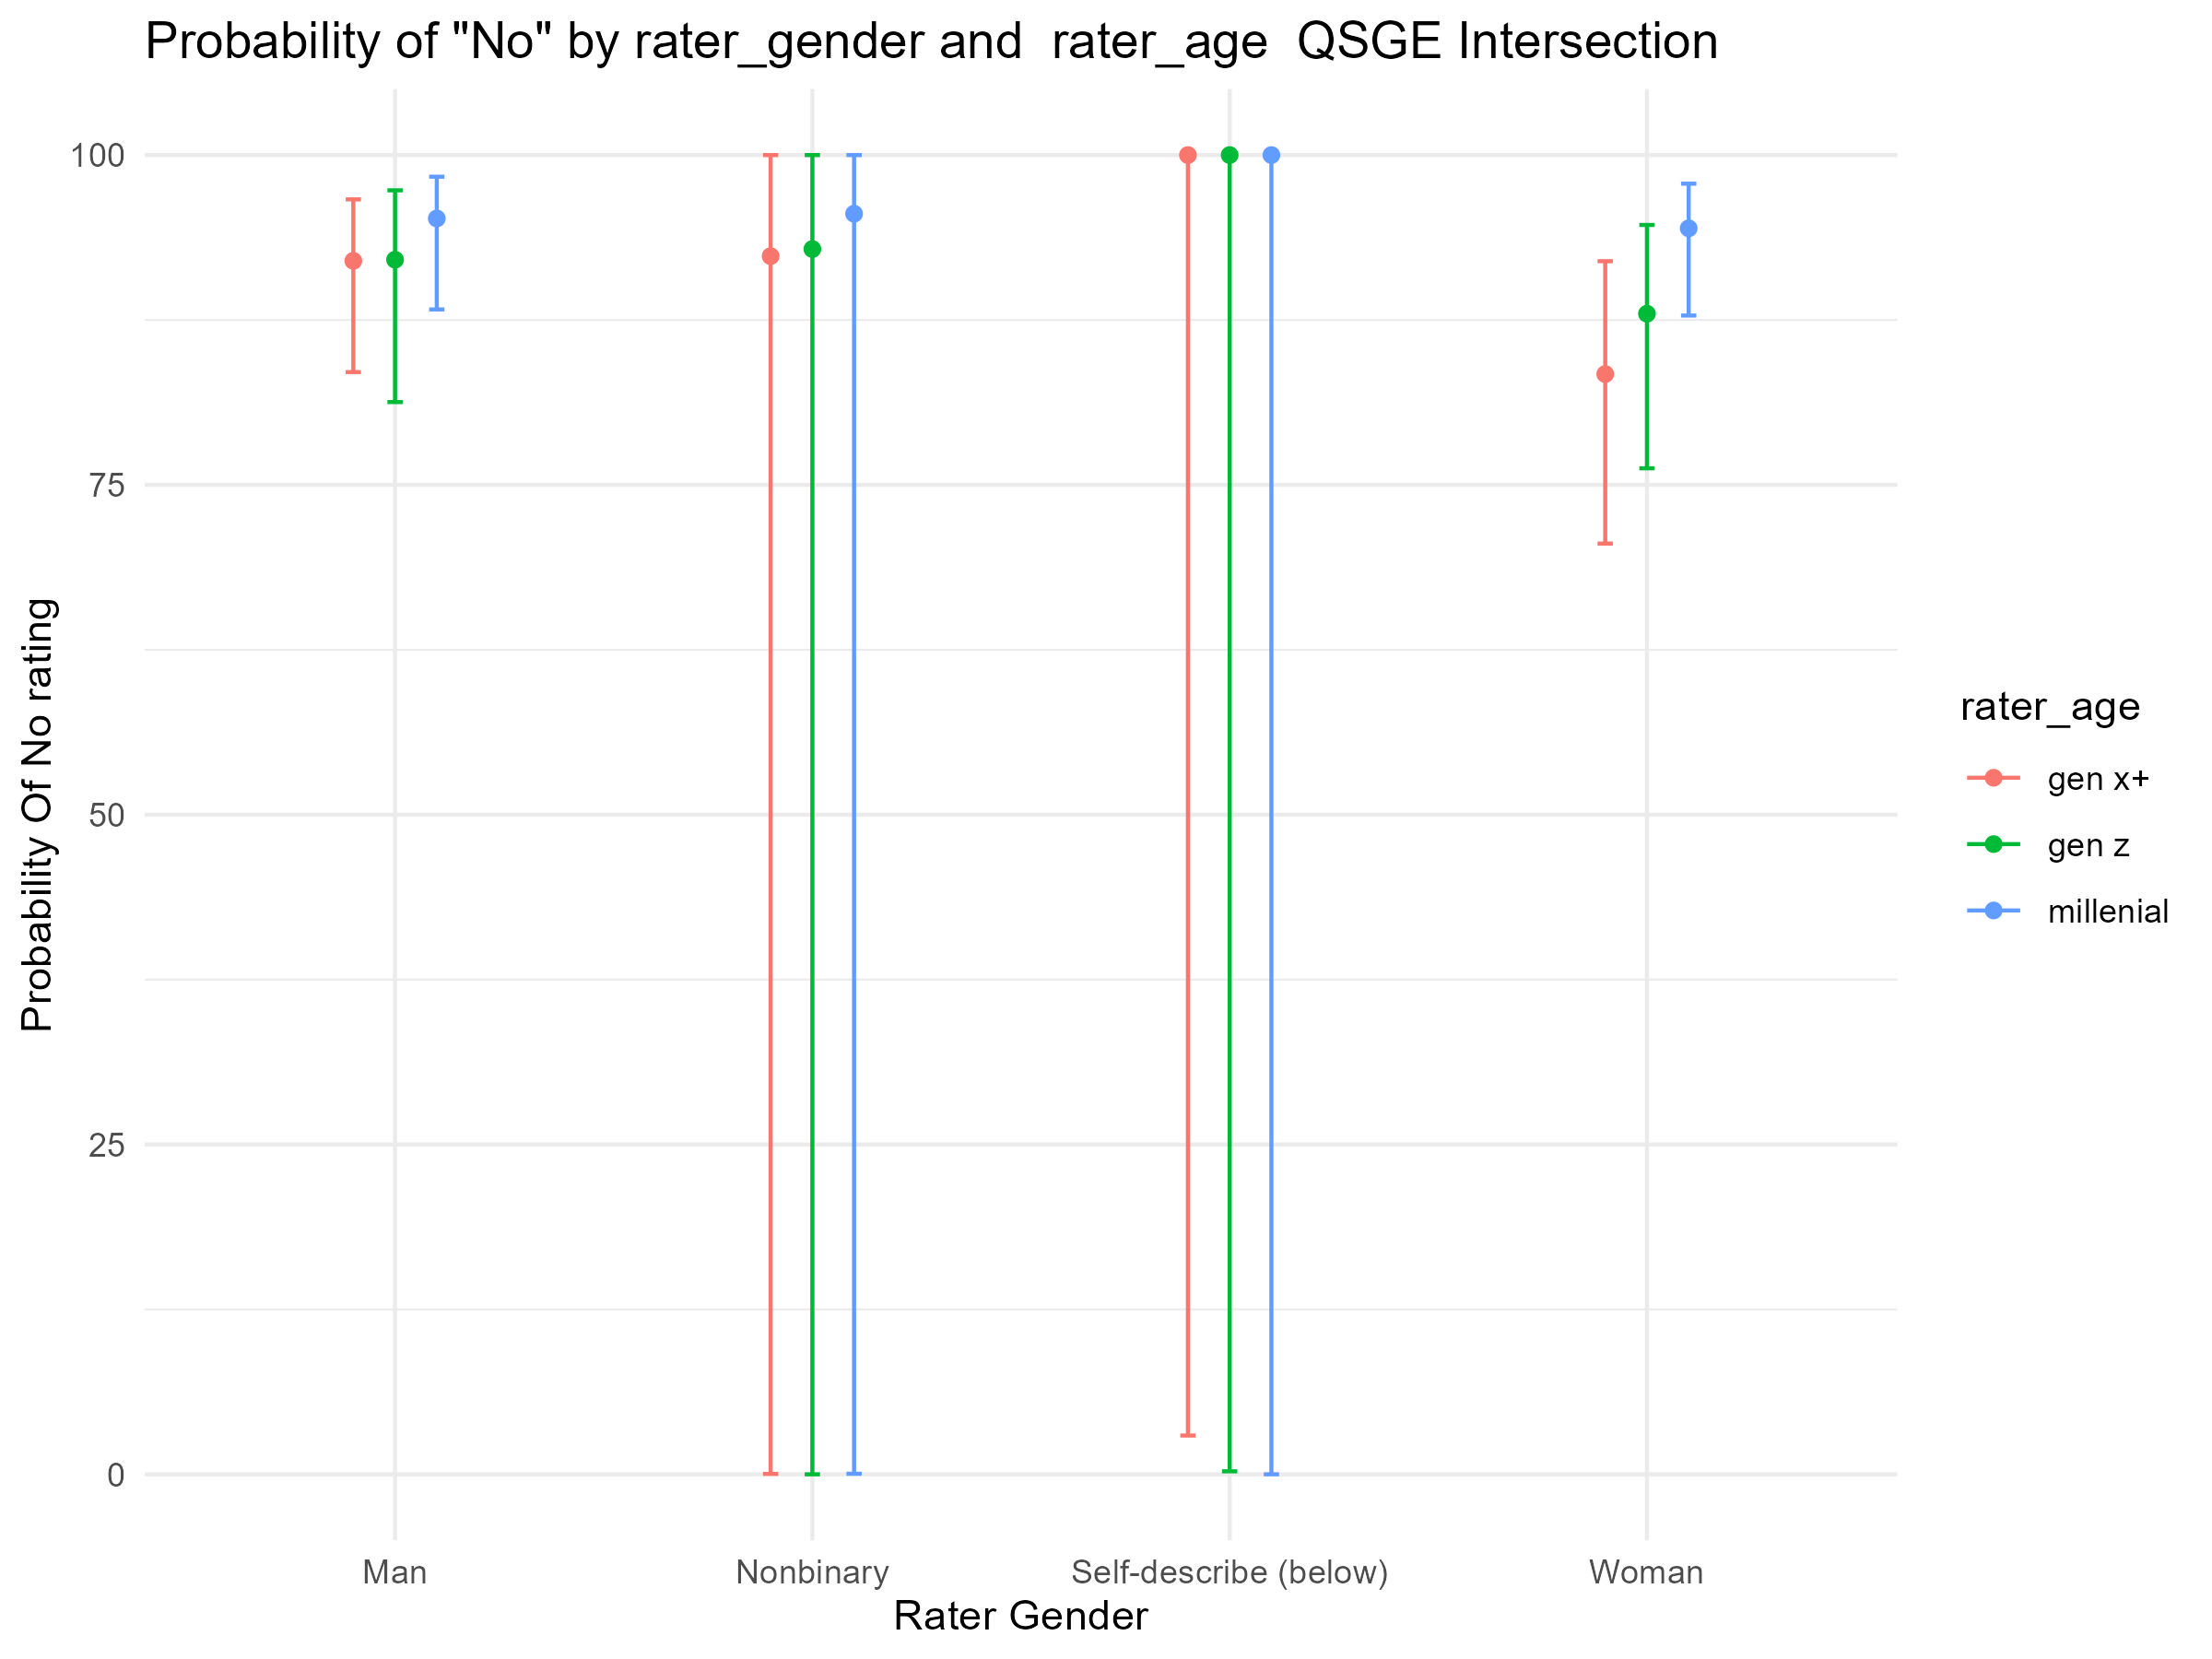 Probability of "No" by rater_gender and  rater_age  QSGE Intersection
Probability Of No rating
100
75
50
25
0
Man
Nonbinary
Self-describe (below)
Woman
Rater Gender
rater_age
gen x+
gen z
millenial